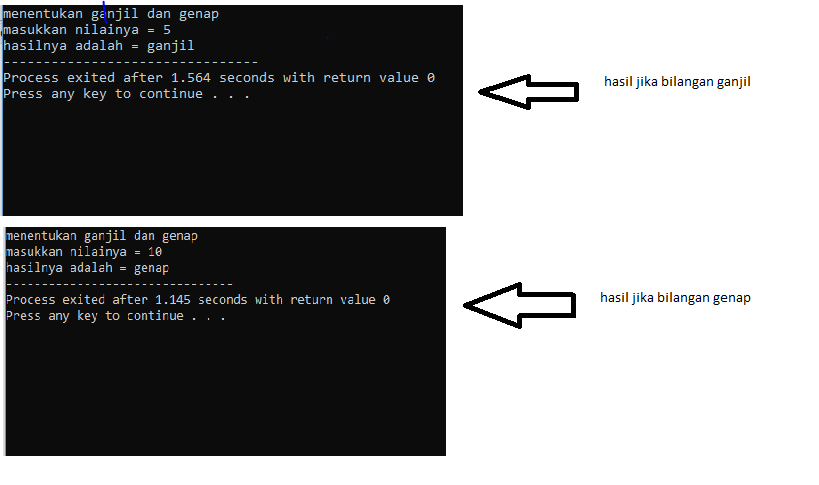 menentukan ganjil dan genap
masukkan nilainya = 5
hasilnya adalah = ganjil
--------------------------------
Process exited after 1.564 seconds with return value 0
Press any key to continue . . .
hasil jika bilangan ganjil
menentukan ganjil dan genap
masukkan nilainya = 10
hasilnya adalah = genap
--------------------------------
Process exited after 1.145 seconds with return value 0
Press any key to continue . . .
hasil jika bilangan genap